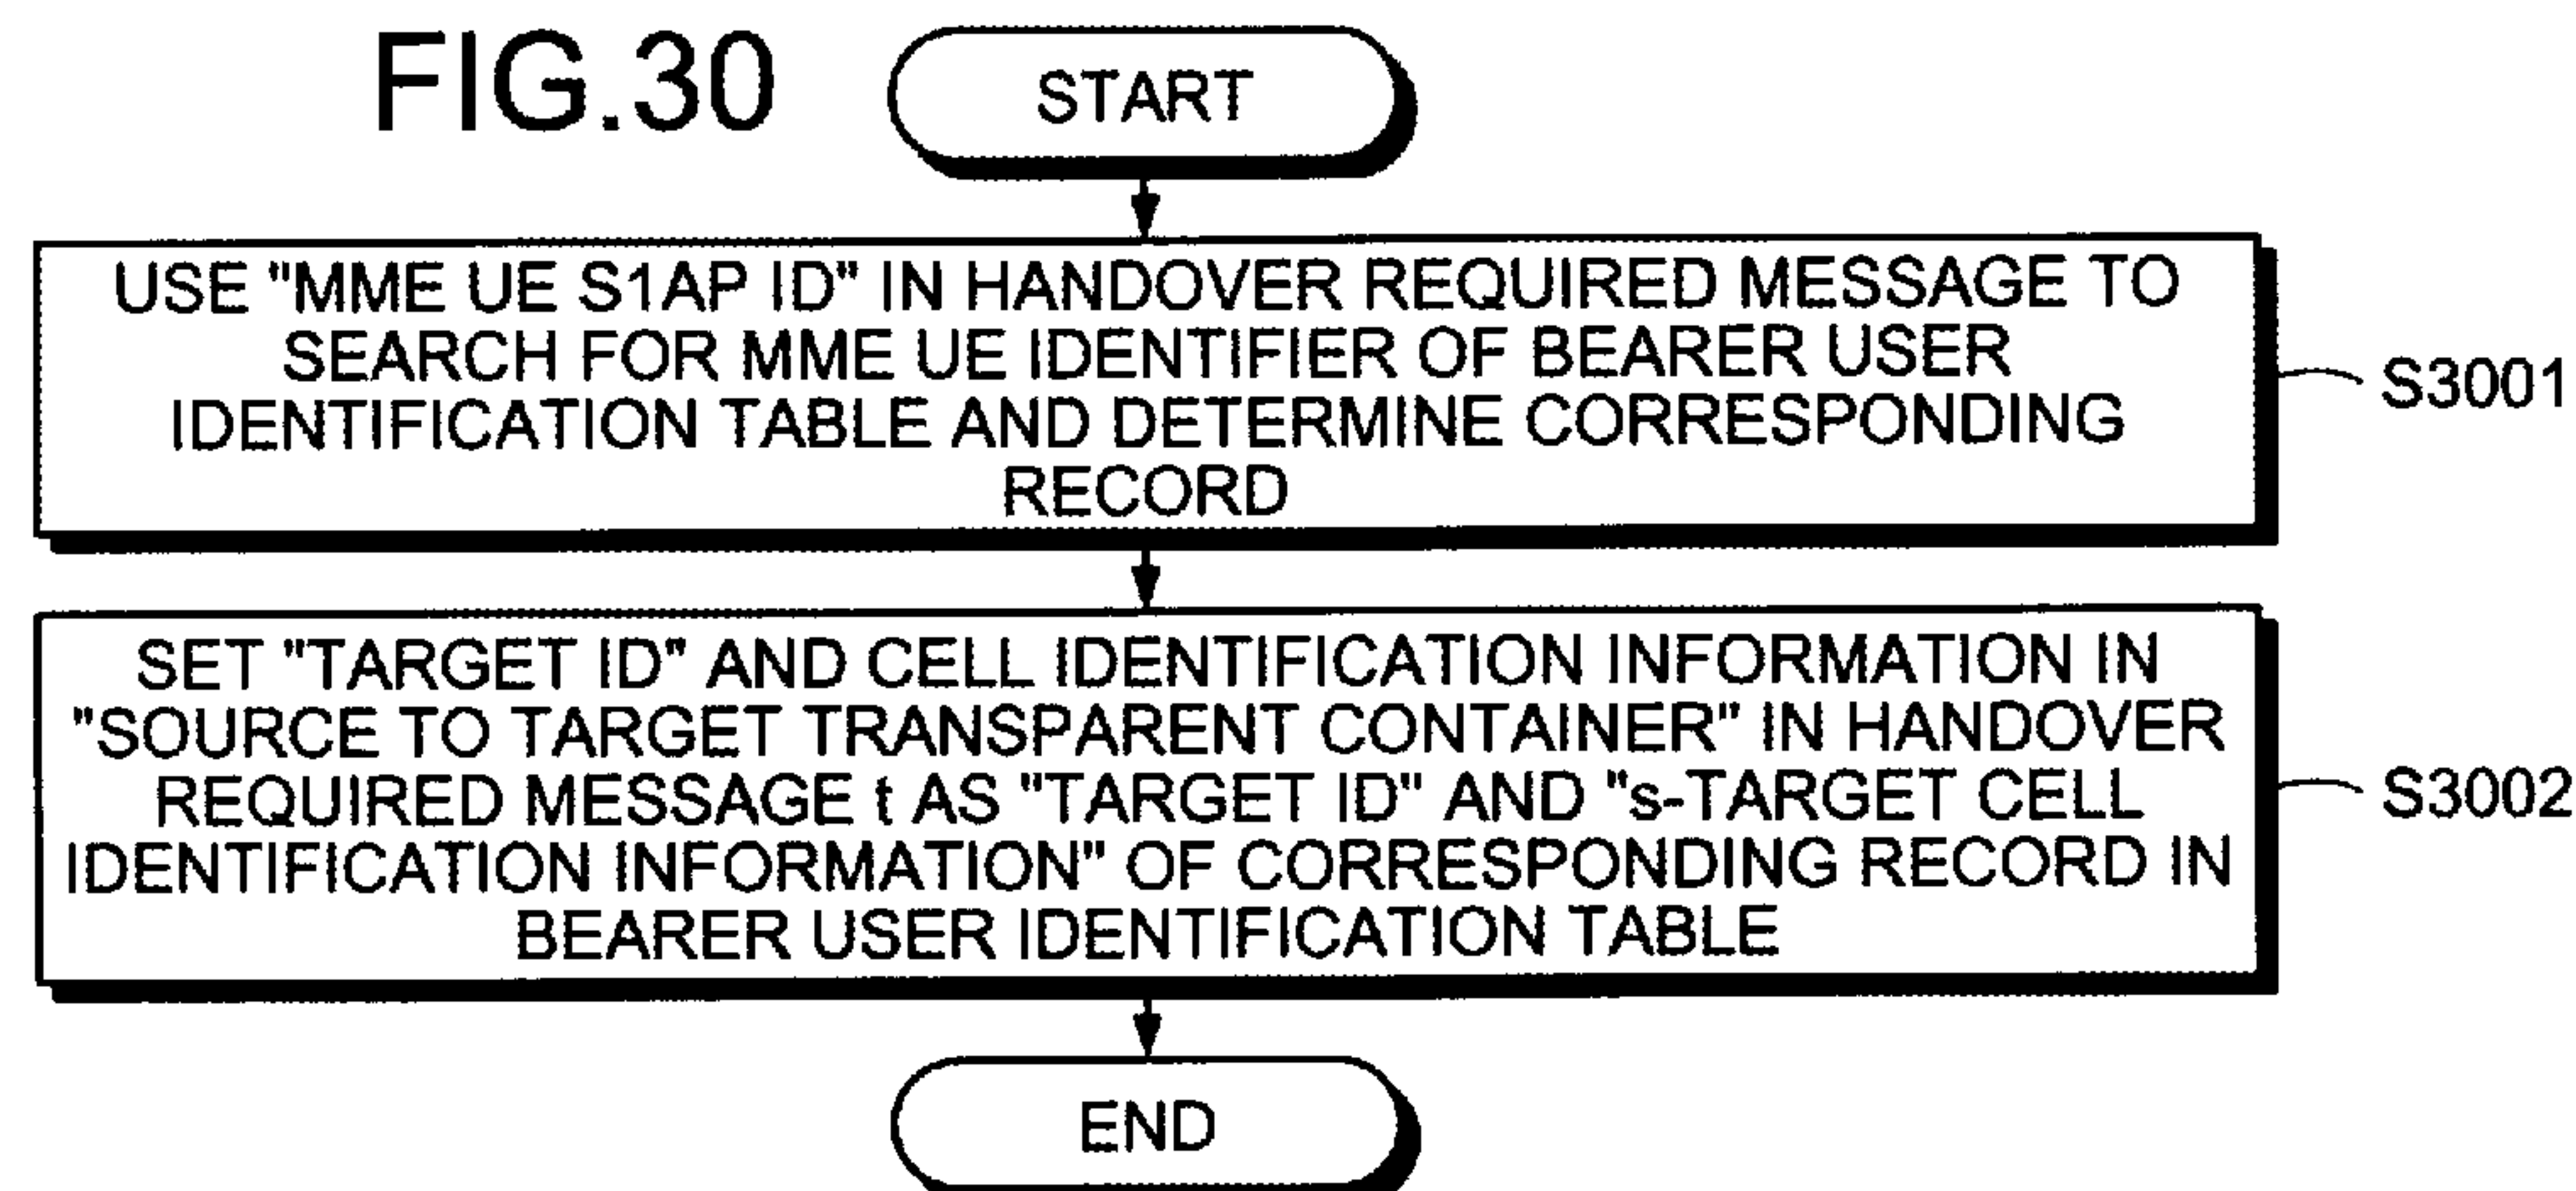 FIG.30
START
USE "MME UE S1AP ID" IN HANDOVER REQUIRED MESSAGE TO
SEARCH FOR MME UE IDENTIFIER OF BEARER USER
IDENTIFICATION TABLE AND DETERMINE CORRESPONDING
RECORD
S3001
SET "TARGET ID" AND CELL IDENTIFICATION INFORMATION IN
"SOURCE TO TARGET TRANSPARENT CONTAINER" IN HANDOVER
REQUIRED MESSAGE t AS "TARGET ID" AND "s-TARGET CELL
IDENTIFICATION INFORMATION" OF CORRESPONDING RECORD IN
BEARER USER IDENTIFICATION TABLE
S3002
END